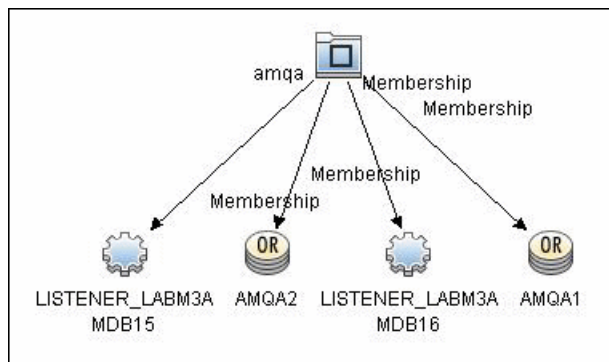 amqa
Membership
Membership
Membership
Membership
OR
OR
LISTENER_LABM3A
MDB15
AMQA2
LISTENER_LABM3A
MDB16
AMQA1